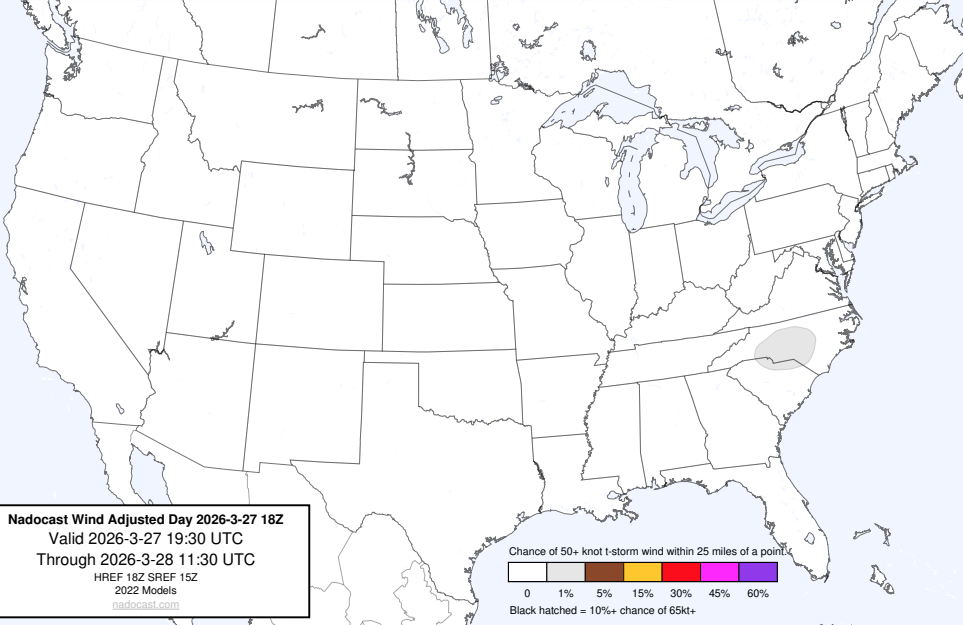 Nadocast Wind Adjusted Day 2026-3-27 18Z
Valid 2026-3-27 19:30 UTC
Through 2026-3-28 11:30 UTC
HREF 18Z SREF 15Z
2022 Models
nadocast.com
Chance of 50+ knot t-storm wind within 25 miles of a point.
0 1% 5% 15% 30% 45% 60%
Black hatched = 10%+ chance of 65kt+